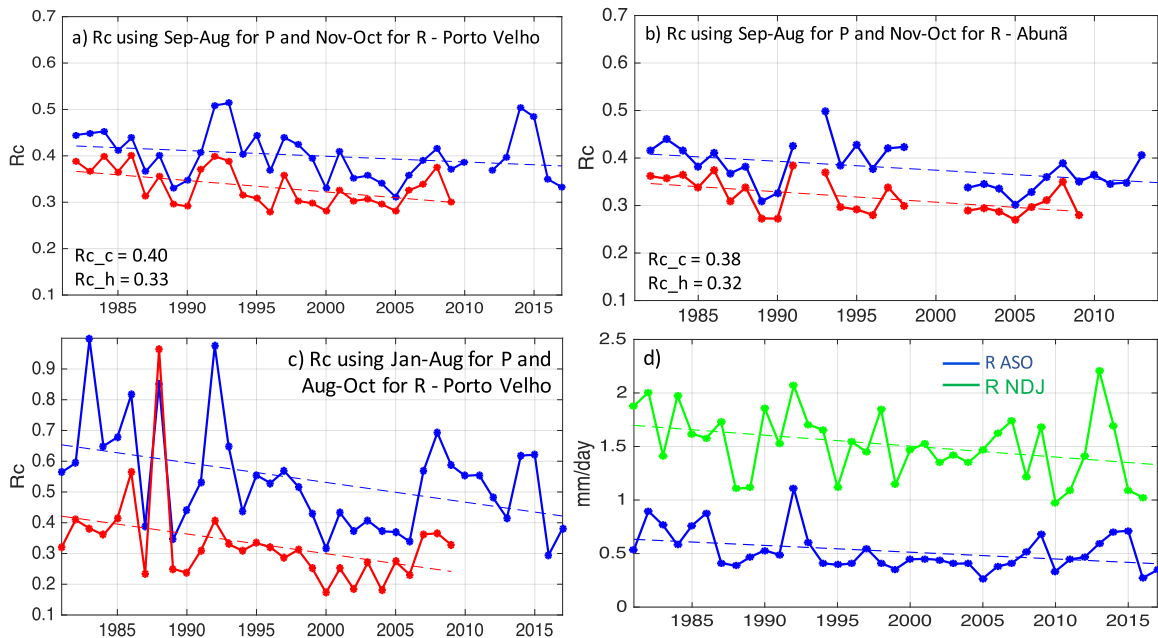 a) Rc using Sep-Aug for P and Nov-Oct for R - Porto Velho
0.7
0.6
0.5
0.4
0.3
0.2
0.1
Rc
Rc_c = 0.40
Rc_h = 0.33
1985 1990 1995 2000 2005 2010 2015
b) Rc using Sep-Aug for P and Nov-Oct for R - Abunã
0.7
0.6
0.5
0.4
0.3
0.2
0.1
Rc
Rc_c = 0.38
Rc_h = 0.32
1985 1990 1995 2000 2005 2010
c) Rc using Jan-Aug for P and
Aug-Oct for R - Porto Velho
0.9
0.8
0.7
0.6
0.5
0.4
0.3
0.2
0.1
Rc
1985 1990 1995 2000 2005 2010 2015
d)
R ASO
R NDJ
2.5
2
1.5
1
0.5
0
mm/day
1985 1990 1995 2000 2005 2010 2015